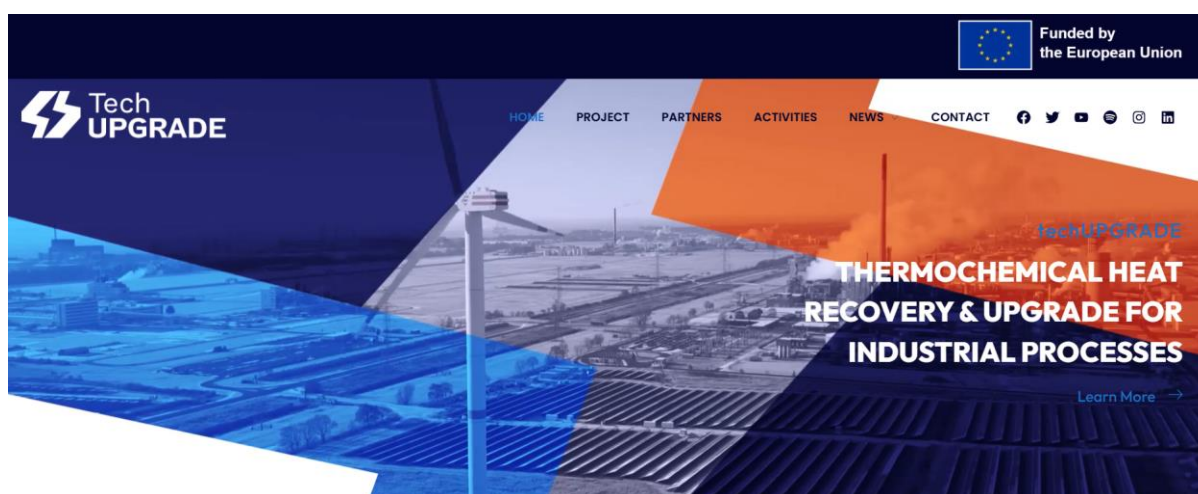 Funded by
the European Union
Tech
UPGRADE
HOME PROJECT PARTNERS ACTIVITIES NEWS CONTACT
techUPGRADE
THERMOCHEMICAL HEAT
RECOVERY & UPGRADE FOR
INDUSTRIAL PROCESSES
Learn More →